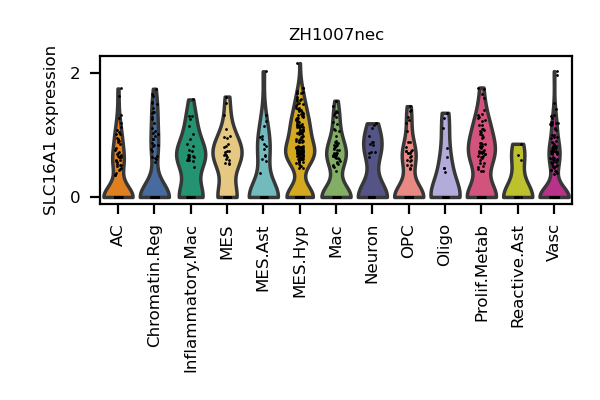 ZH1007nec
SLC16A1 expression
2
0
AC
Chromatin.Reg
Inflammatory.Mac
MES
MES.Ast
MES.Hyp
Mac
Neuron
OPC
Oligo
Prolif.Metab
Reactive.Ast
Vasc